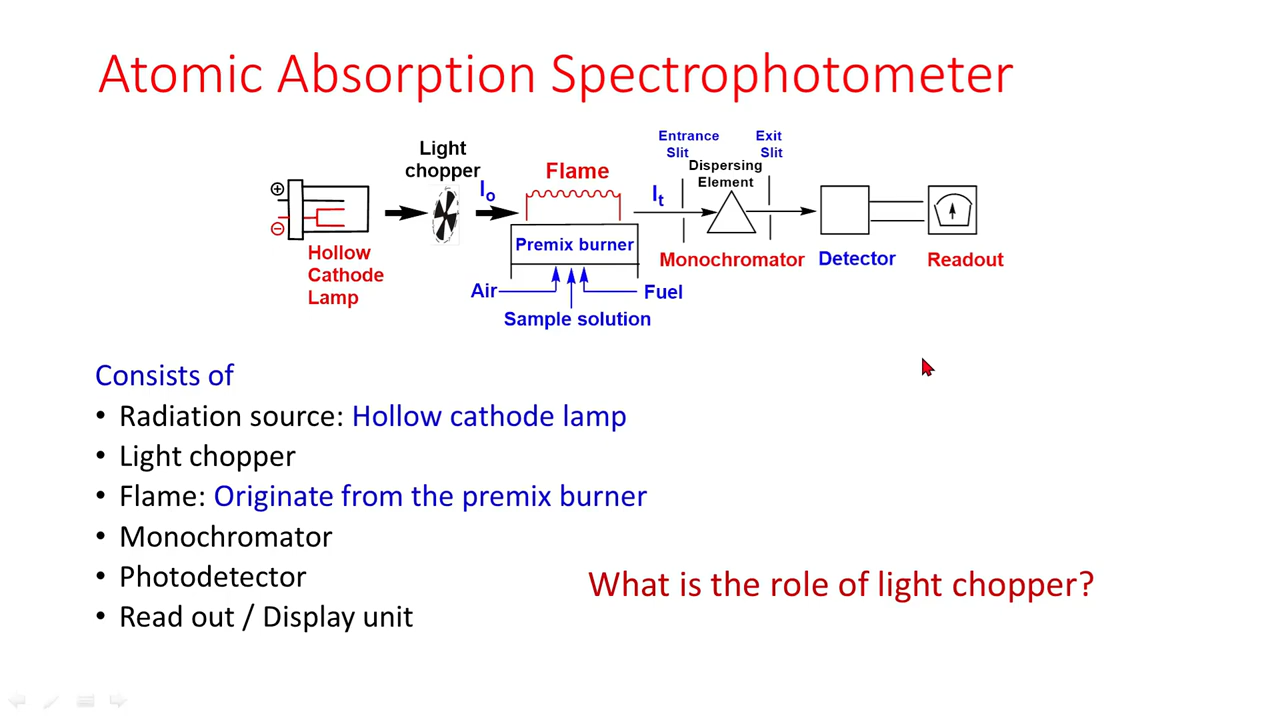 Atomic Absorption Spectrophotometer
Light
chopper
Flame
Entrance
Slit
Exit
Slit
Dispersing
Element
Io
It
Premix burner
Hollow
Cathode
Lamp
Monochromator
Detector
Readout
Air
Fuel
Sample solution
Consists of
• Radiation source: Hollow cathode lamp
• Light chopper
• Flame: Originate from the premix burner
• Monochromator
• Photodetector
• Read out / Display unit
What is the role of light chopper?